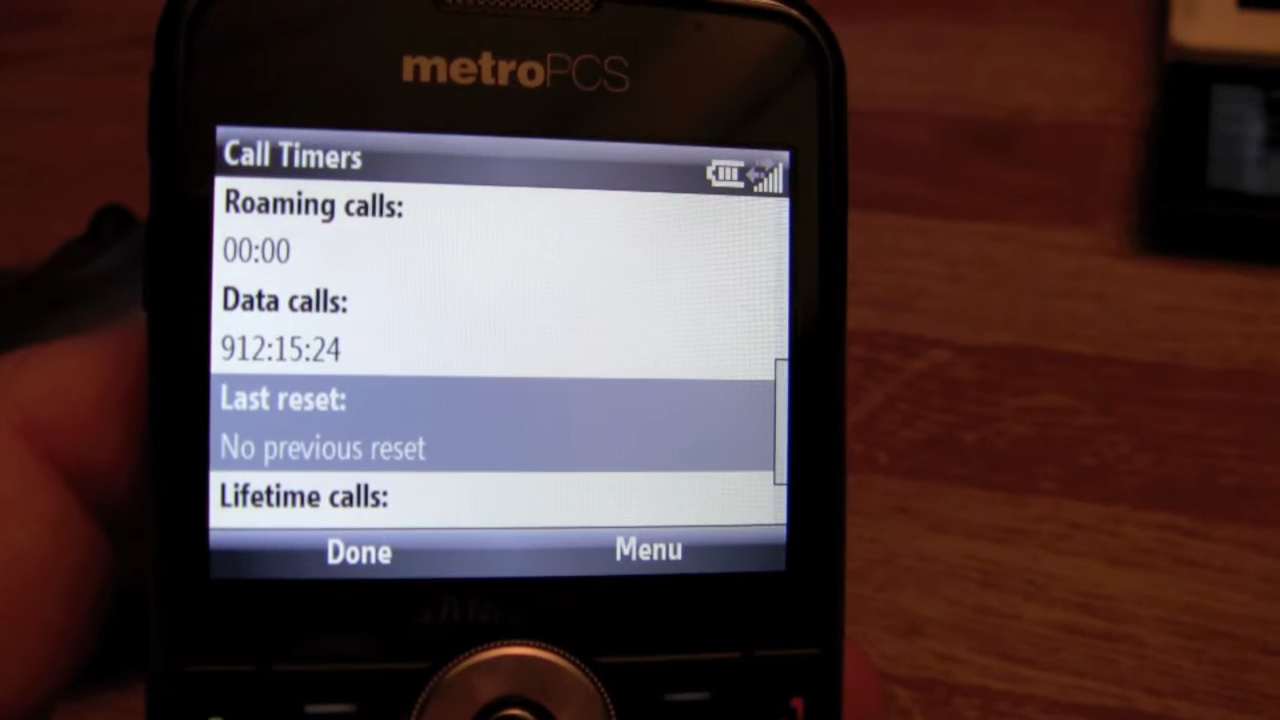 metroPCS
Call Timers
Roaming calls:
00:00
Data calls:
912:15:24
Last reset:
No previous reset
Lifetime calls:
Done
Menu